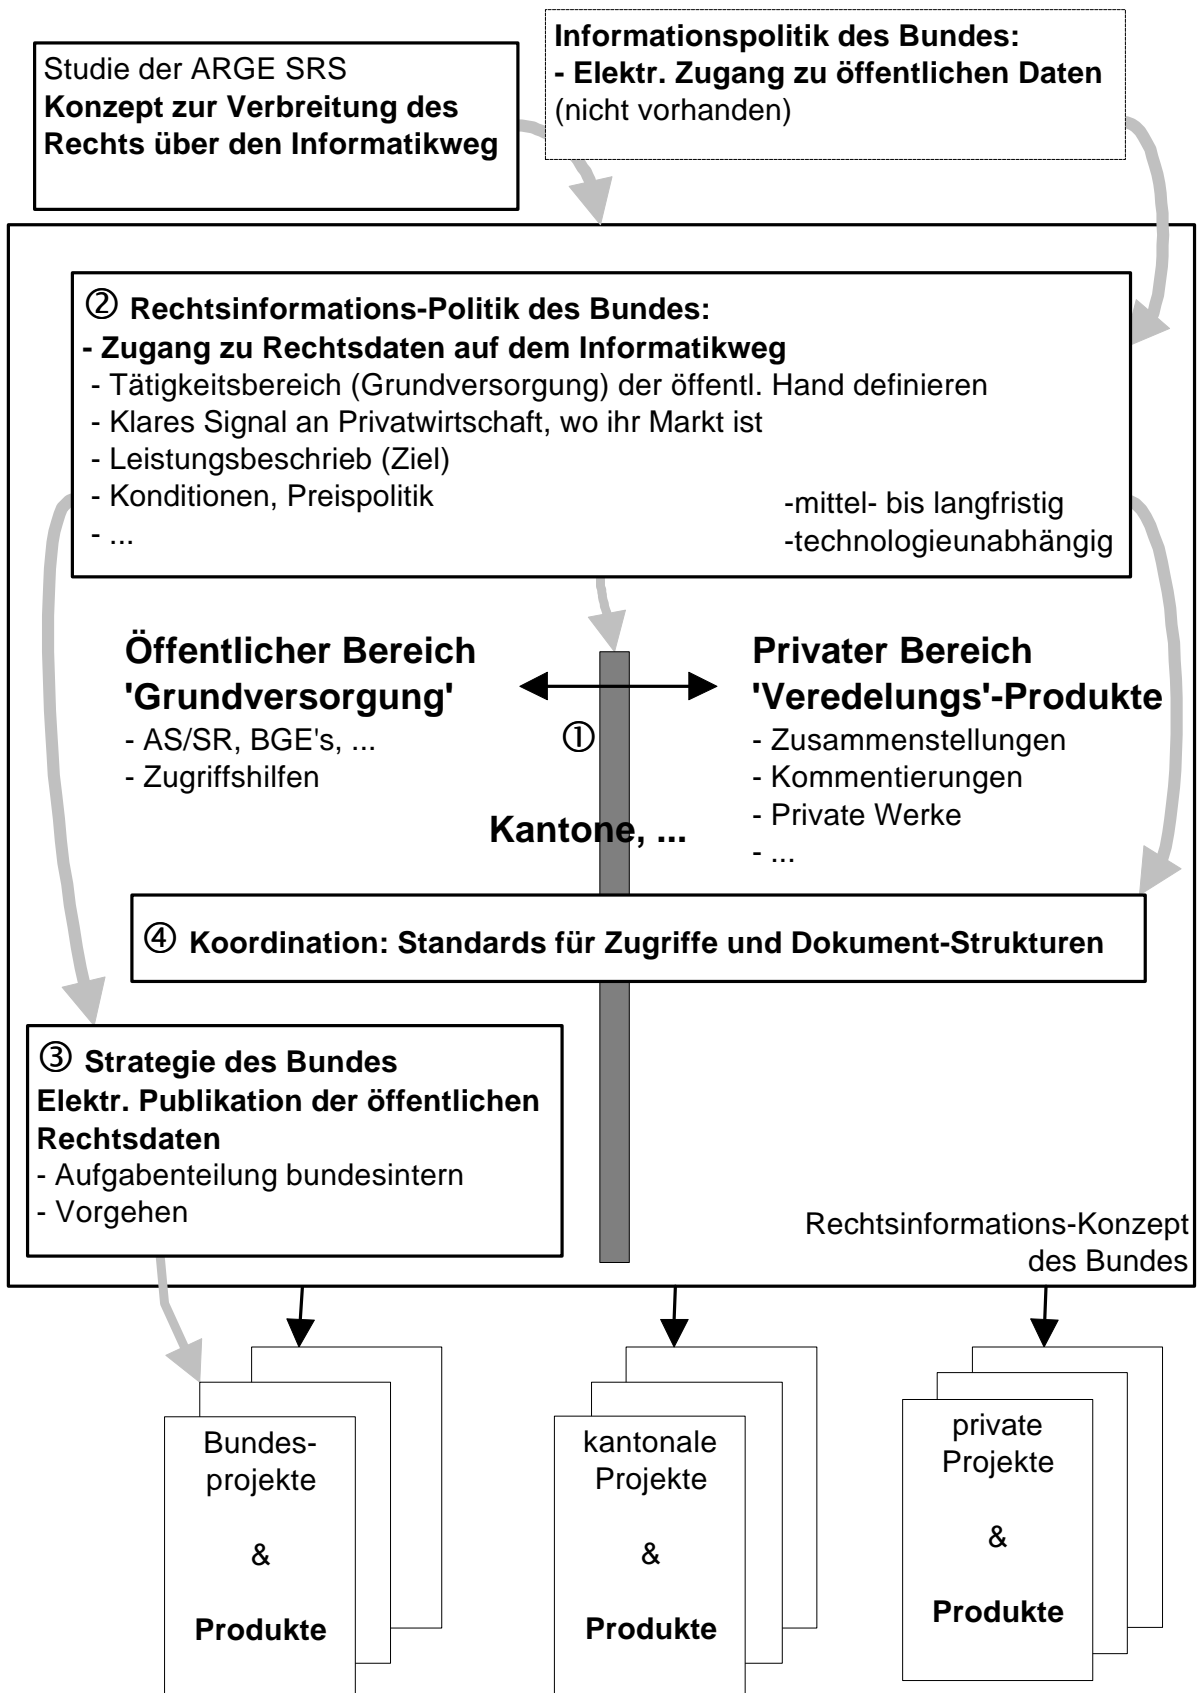 Studie der ARGE SRS
Konzept zur Verbreitung des
Rechts über den Informatikweg
Informationspolitik des Bundes:
- Elektr. Zugang zu öffentlichen Daten
(nicht vorhanden)
② Rechtsinformations-Politik des Bundes:
- Zugang zu Rechtsdaten auf dem Informatikweg
- Tätigkeitsbereich (Grundversorgung) der öffentl. Hand definieren
- Klares Signal an Privatwirtschaft, wo ihr Markt ist
- Leistungsbeschrieb (Ziel)
- Konditionen, Preispolitik
- ...
-mittel- bis langfristig
-technologieunabhängig
Öffentlicher Bereich
'Grundversorgung'
- AS/SR, BGE's, ...
- Zugriffshilfen
①
Privater Bereich
'Veredelungs'-Produkte
- Zusammenstellungen
- Kommentierungen
- Private Werke
- ...
Kantone, ...
④ Koordination: Standards für Zugriffe und Dokument-Strukturen
③ Strategie des Bundes
Elektr. Publikation der öffentlichen
Rechtsdaten
- Aufgabenteilung bundesintern
- Vorgehen
Rechtsinformations-Konzept
des Bundes
Bundes-
projekte
&
Produkte
kantonale
Projekte
&
Produkte
private
Projekte
&
Produkte